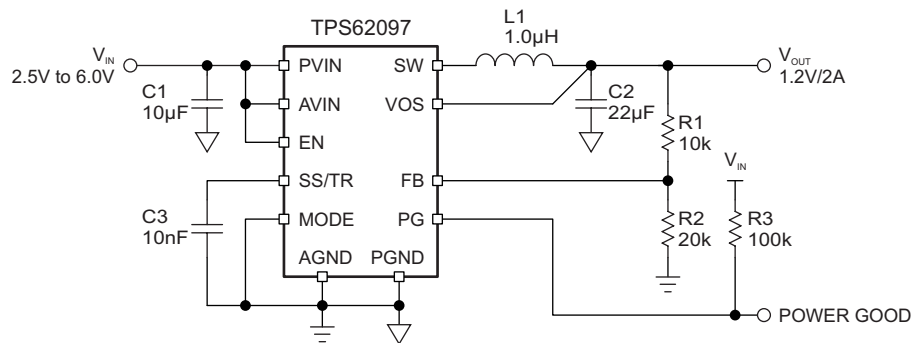 TPS62097
L1
1.0µH
V_IN
2.5V to 6.0V
PVIN
SW
V_OUT
1.2V/2A
C1
10µF
AVIN
VOS
C2
22µF
R1
10k
EN
V_IN
SS/TR
FB
C3
10nF
MODE
PG
R2
20k
R3
100k
AGND
PGND
POWER GOOD